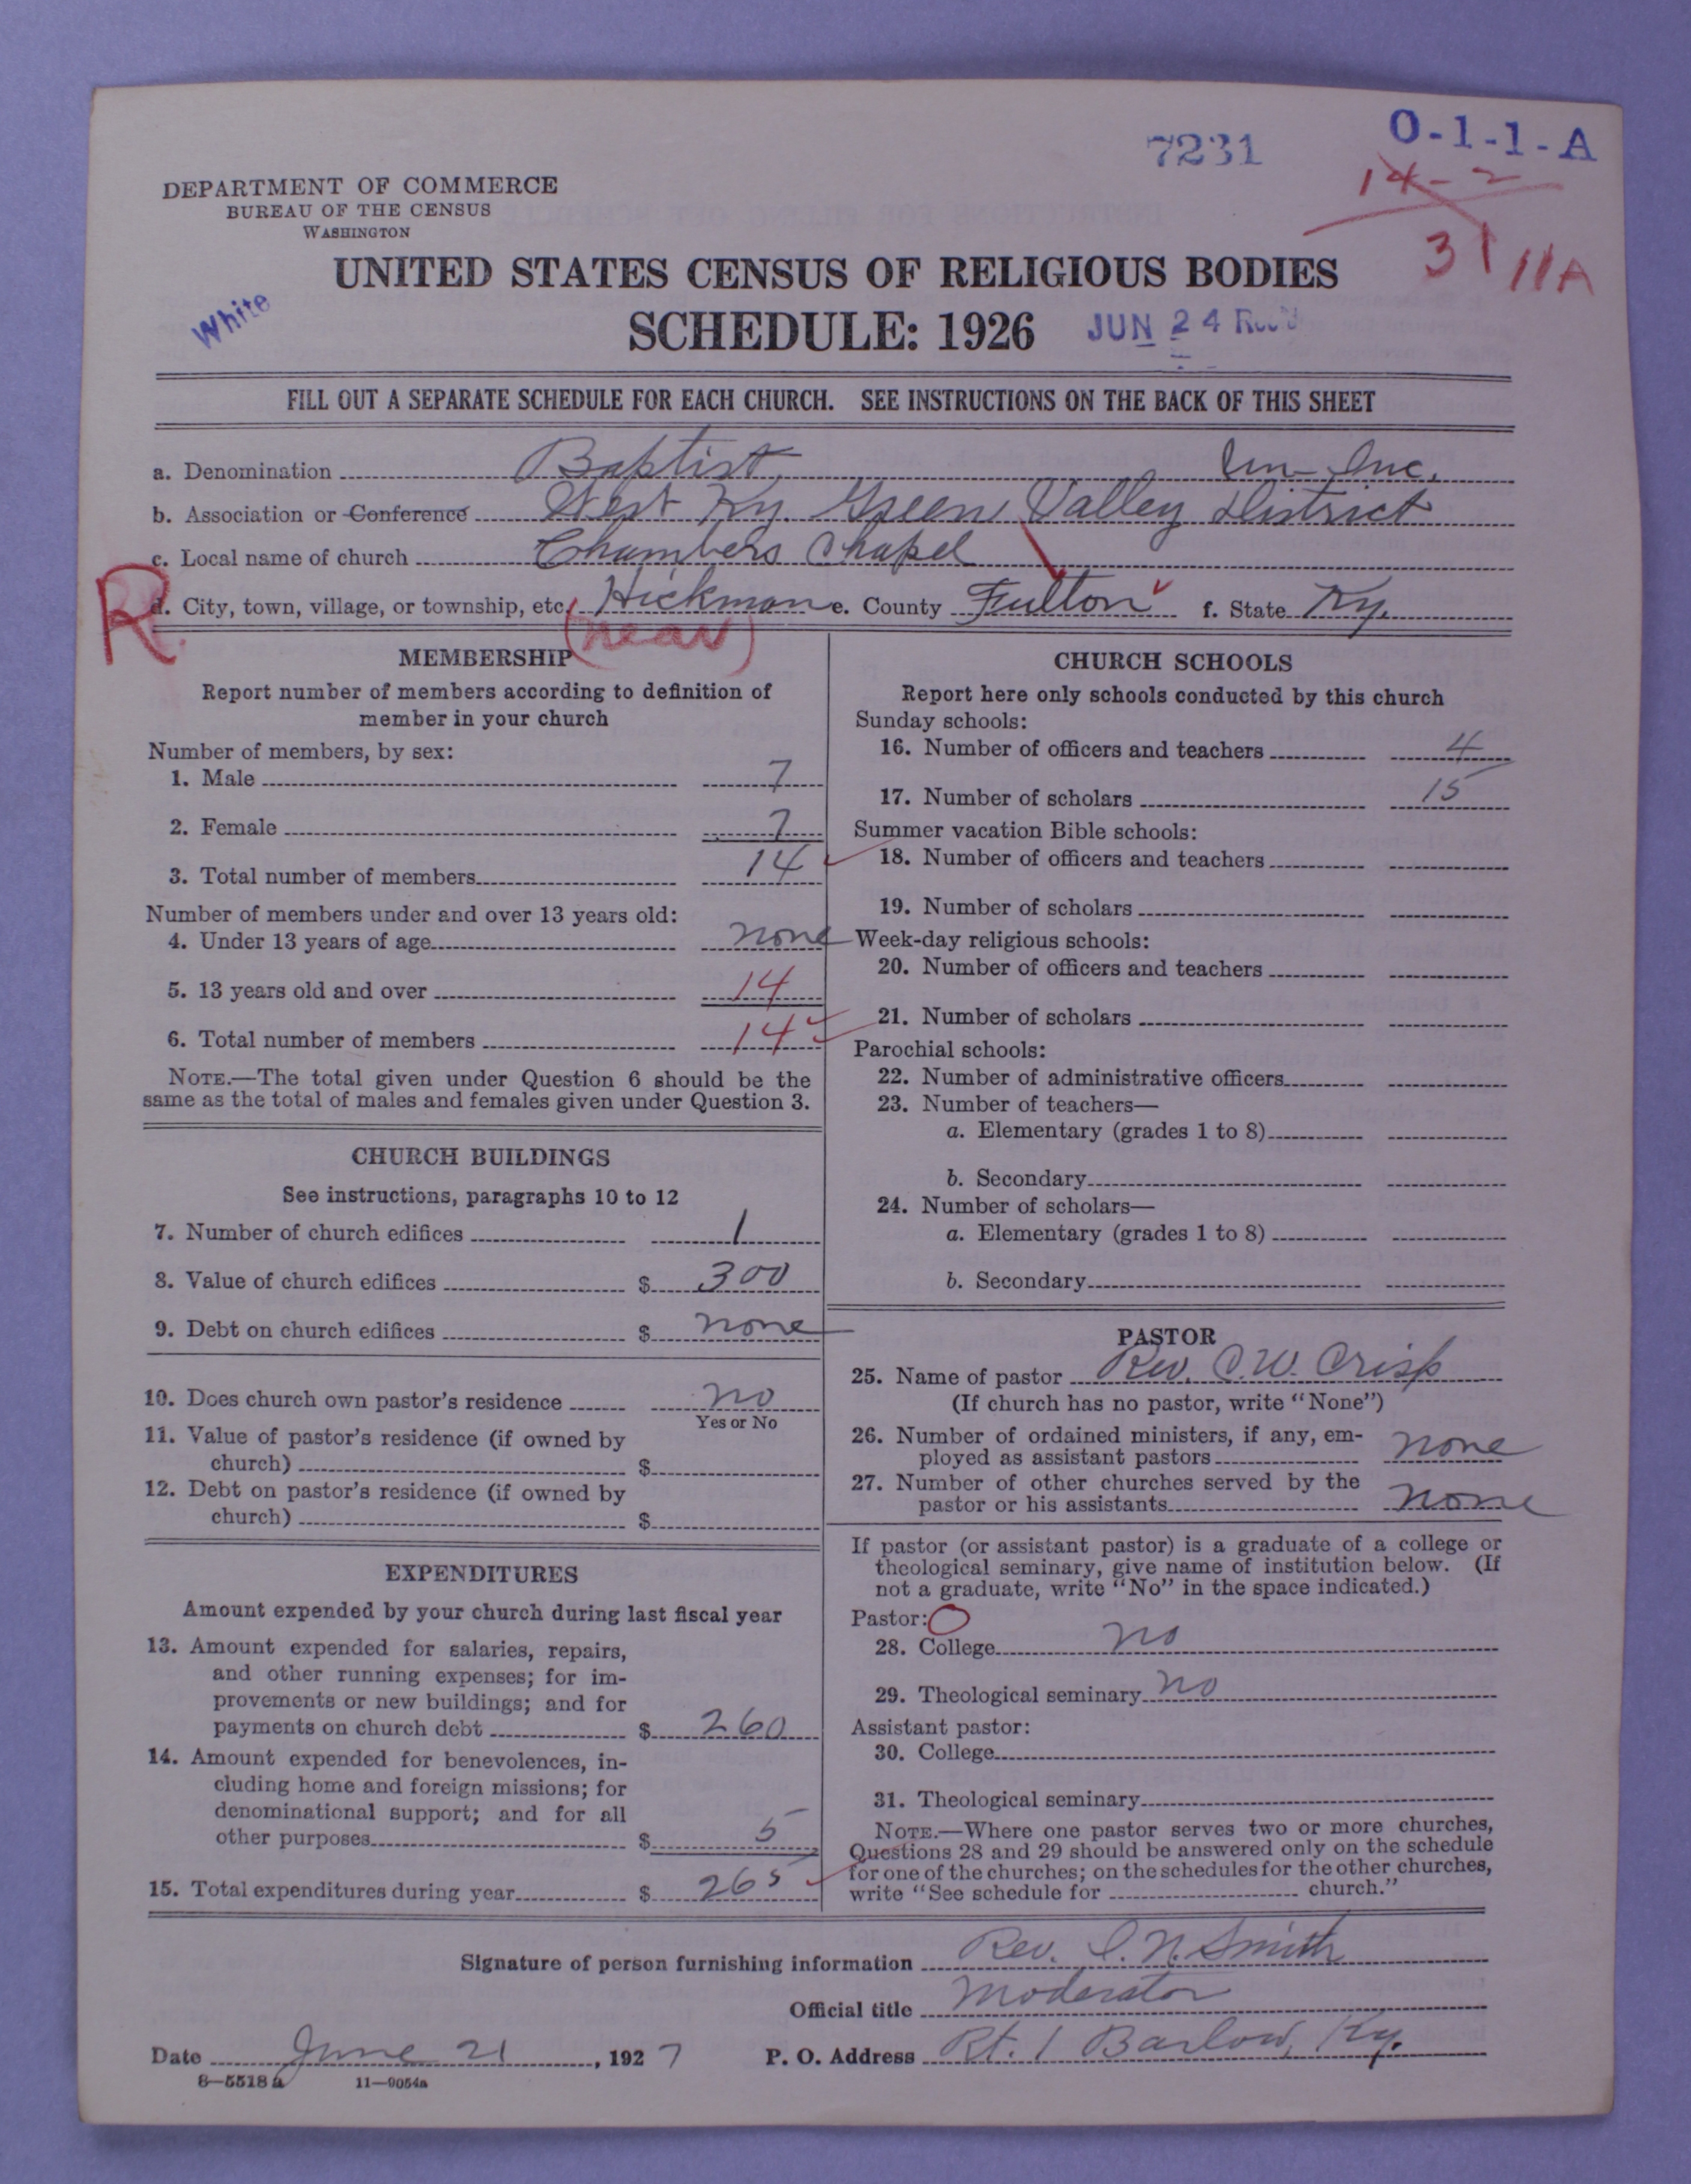 7231
O-1-1-A
14-2
3 11A
DEPARTMENT OF COMMERCE
BUREAU OF THE CENSUS
WASHINGTON
UNITED STATES CENSUS OF RELIGIOUS BODIES
White
SCHEDULE: 1926 JUN 24
FILL OUT A SEPARATE SCHEDULE FOR EACH CHURCH. SEE INSTRUCTIONS ON THE BACK OF THIS SHEET
a. Denomination Baptist Un-Inc.
b. Association or Conference West Ky. Green Valley District
c. Local name of church Chambers Chapel
R. d. City, town, village, or township, etc. Hickman e. County Fulton f. State Ky.
(near)
MEMBERSHIP
Report number of members according to definition of
member in your church
Number of members, by sex:
1. Male 7
2. Female 7
3. Total number of members 14
Number of members under and over 13 years old:
4. Under 13 years of age none
5. 13 years old and over 14
6. Total number of members 14
NOTE.—The total given under Question 6 should be the
same as the total of males and females given under Question 3.
CHURCH BUILDINGS
See instructions, paragraphs 10 to 12
7. Number of church edifices 1
8. Value of church edifices $ 300
9. Debt on church edifices $ none
10. Does church own pastor's residence no
Yes or No
11. Value of pastor's residence (if owned by
church) $
12. Debt on pastor's residence (if owned by
church) $
EXPENDITURES
Amount expended by your church during last fiscal year
13. Amount expended for salaries, repairs,
and other running expenses; for im-
provements or new buildings; and for
payments on church debt $ 260
14. Amount expended for benevolences, in-
cluding home and foreign missions; for
denominational support; and for all
other purposes $ 5
15. Total expenditures during year $ 265
CHURCH SCHOOLS
Report here only schools conducted by this church
Sunday schools:
16. Number of officers and teachers 4
17. Number of scholars 15
Summer vacation Bible schools:
18. Number of officers and teachers
19. Number of scholars
Week-day religious schools:
20. Number of officers and teachers
21. Number of scholars
Parochial schools:
22. Number of administrative officers
23. Number of teachers—
a. Elementary (grades 1 to 8)
b. Secondary
24. Number of scholars—
a. Elementary (grades 1 to 8)
b. Secondary
PASTOR
25. Name of pastor Rev. C.W. Crisp
(If church has no pastor, write "None")
26. Number of ordained ministers, if any, em-
ployed as assistant pastors none
27. Number of other churches served by the
pastor or his assistants none
If pastor (or assistant pastor) is a graduate of a college or
theological seminary, give name of institution below. (If
not a graduate, write "No" in the space indicated.)
Pastor:
28. College no
29. Theological seminary no
Assistant pastor:
30. College
31. Theological seminary
NOTE.—Where one pastor serves two or more churches,
Questions 28 and 29 should be answered only on the schedule
for one of the churches; on the schedules for the other churches,
write "See schedule for church."
Signature of person furnishing information Rev. I. N. Smith
Official title Moderator
Date June 21, 1927 P. O. Address Rt. 1 Barlow, Ky.
8—5518 a 11—9054a